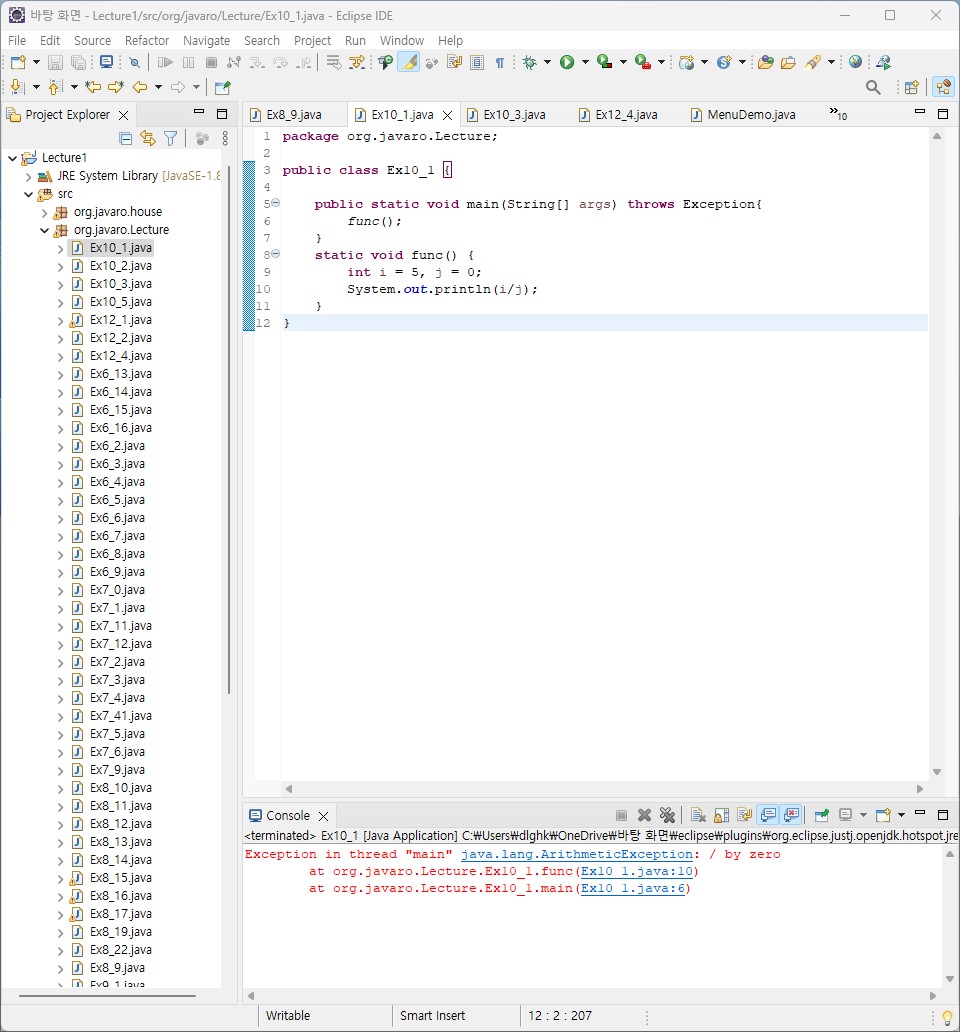 바탕 화면 - Lecture1/src/org/javaro/Lecture/Ex10_1.java - Eclipse IDE
File Edit Source Refactor Navigate Search Project Run Window Help
Project Explorer
Lecture1
JRE System Library [JavaSE-1.8
src
org.javaro.house
org.javaro.Lecture
Ex10_1.java
Ex10_2.java
Ex10_3.java
Ex10_5.java
Ex12_1.java
Ex12_2.java
Ex12_4.java
Ex6_13.java
Ex6_14.java
Ex6_15.java
Ex6_16.java
Ex6_2.java
Ex6_3.java
Ex6_4.java
Ex6_5.java
Ex6_6.java
Ex6_7.java
Ex6_8.java
Ex6_9.java
Ex7_0.java
Ex7_1.java
Ex7_11.java
Ex7_12.java
Ex7_2.java
Ex7_3.java
Ex7_4.java
Ex7_41.java
Ex7_5.java
Ex7_6.java
Ex7_9.java
Ex8_10.java
Ex8_11.java
Ex8_12.java
Ex8_13.java
Ex8_14.java
Ex8_15.java
Ex8_16.java
Ex8_17.java
Ex8_19.java
Ex8_22.java
Ex8_9.java
Ex9_1.java
Ex8_9.java Ex10_1.java Ex10_3.java Ex12_4.java MenuDemo.java »10
1 package org.javaro.Lecture;
2
3 public class Ex10_1 {
4
5 public static void main(String[] args) throws Exception{
6 func();
7 }
8 static void func() {
9 int i = 5, j = 0;
10 System.out.println(i/j);
11 }
12 }
Console
<terminated> Ex10_1 [Java Application] C:₩Users₩dlghk₩OneDrive₩바탕 화면₩eclipse₩plugins₩org.eclipse.justj.openjdk.hotspot.jre
Exception in thread "main" java.lang.ArithmeticException: / by zero
at org.javaro.Lecture.Ex10_1.func(Ex10_1.java:10)
at org.javaro.Lecture.Ex10_1.main(Ex10_1.java:6)
Writable Smart Insert 12 : 2 : 207